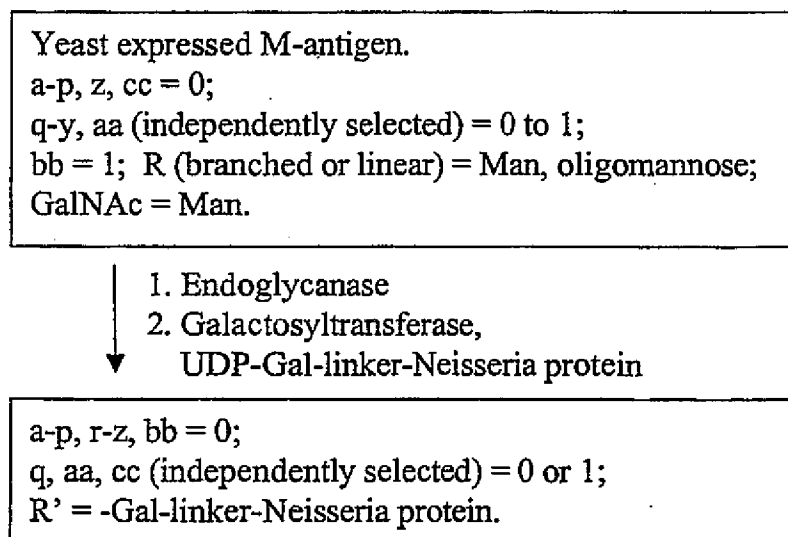 Yeast expressed M-antigen.
a-p, z, cc = 0;
q-y, aa (independently selected) = 0 to 1;
bb = 1; R (branched or linear) = Man, oligomannose;
GalNAc = Man.
1. Endoglycanase
2. Galactosyltransferase,
UDP-Gal-linker-Neisseria protein
a-p, r-z, bb = 0;
q, aa, cc (independently selected) = 0 or 1;
R' = -Gal-linker-Neisseria protein.